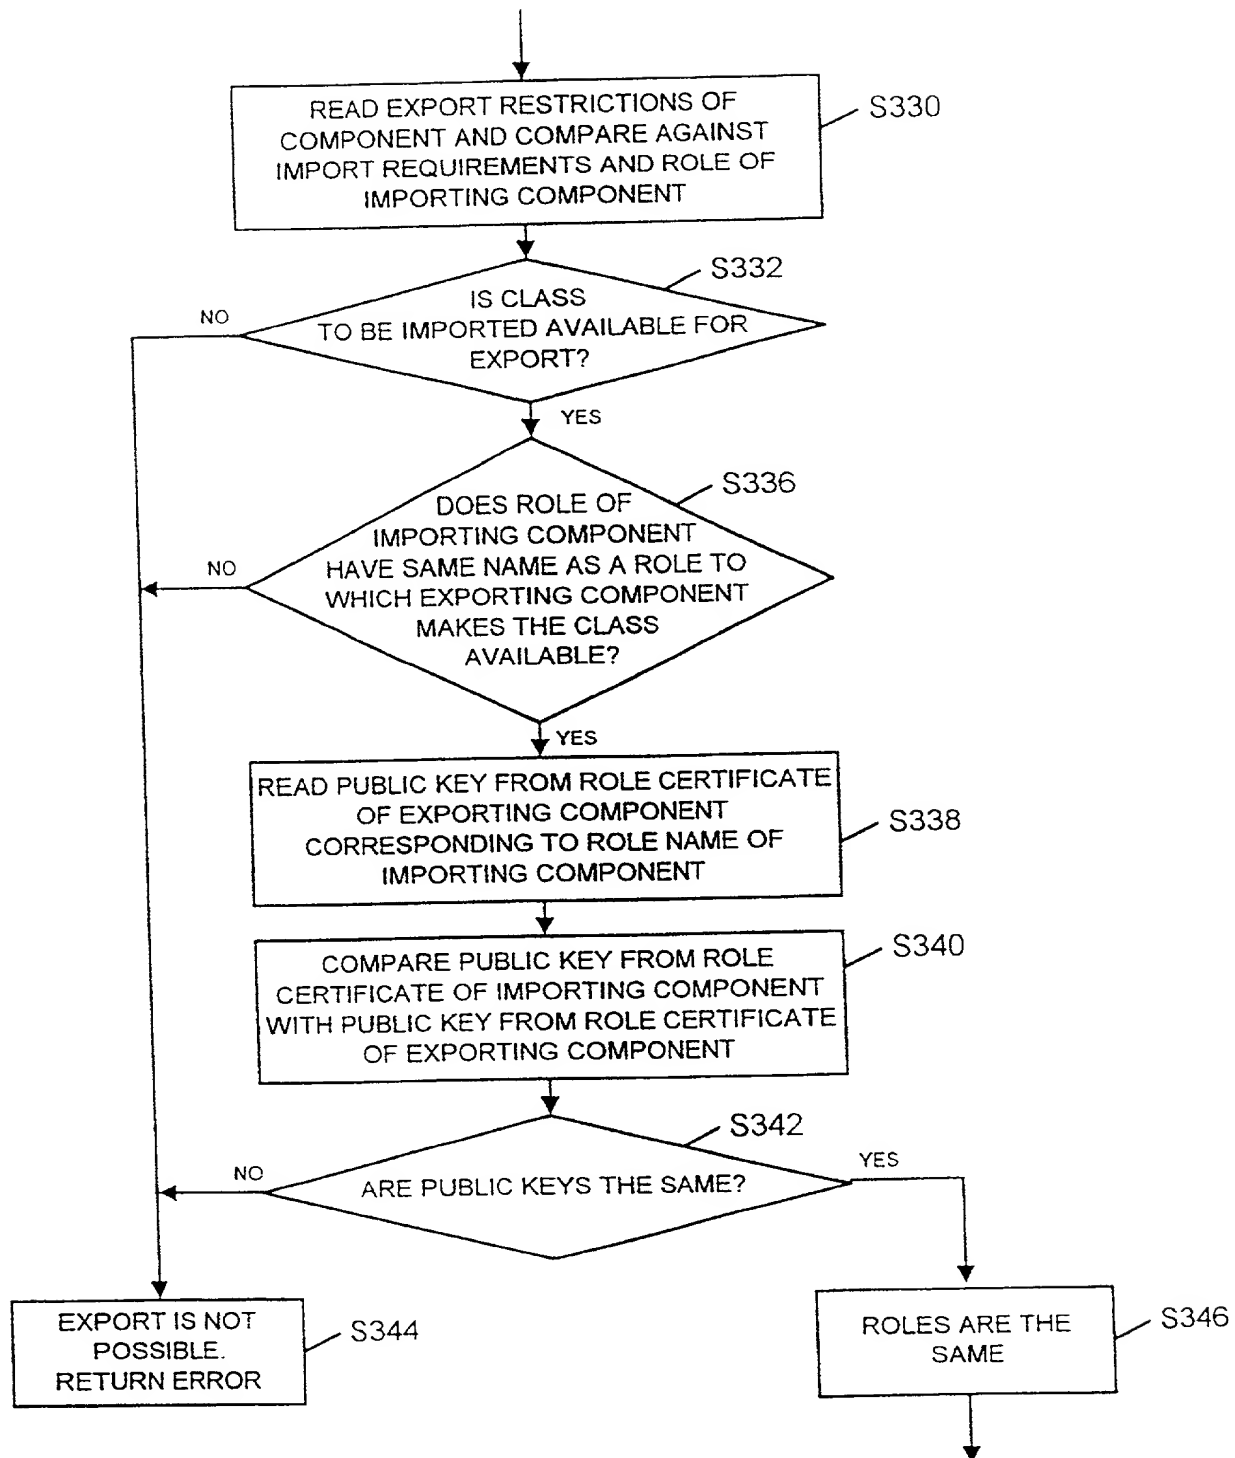 READ EXPORT RESTRICTIONS OF
COMPONENT AND COMPARE AGAINST
IMPORT REQUIREMENTS AND ROLE OF
IMPORTING COMPONENT
S330
S332
IS CLASS
TO BE IMPORTED AVAILABLE FOR
EXPORT?
NO
YES
S336
DOES ROLE OF
IMPORTING COMPONENT
HAVE SAME NAME AS A ROLE TO
WHICH EXPORTING COMPONENT
MAKES THE CLASS
AVAILABLE?
NO
YES
READ PUBLIC KEY FROM ROLE CERTIFICATE
OF EXPORTING COMPONENT
CORRESPONDING TO ROLE NAME OF
IMPORTING COMPONENT
S338
COMPARE PUBLIC KEY FROM ROLE
CERTIFICATE OF IMPORTING COMPONENT
WITH PUBLIC KEY FROM ROLE CERTIFICATE
OF EXPORTING COMPONENT
S340
S342
ARE PUBLIC KEYS THE SAME?
NO
YES
EXPORT IS NOT
POSSIBLE.
RETURN ERROR
S344
ROLES ARE THE
SAME
S346